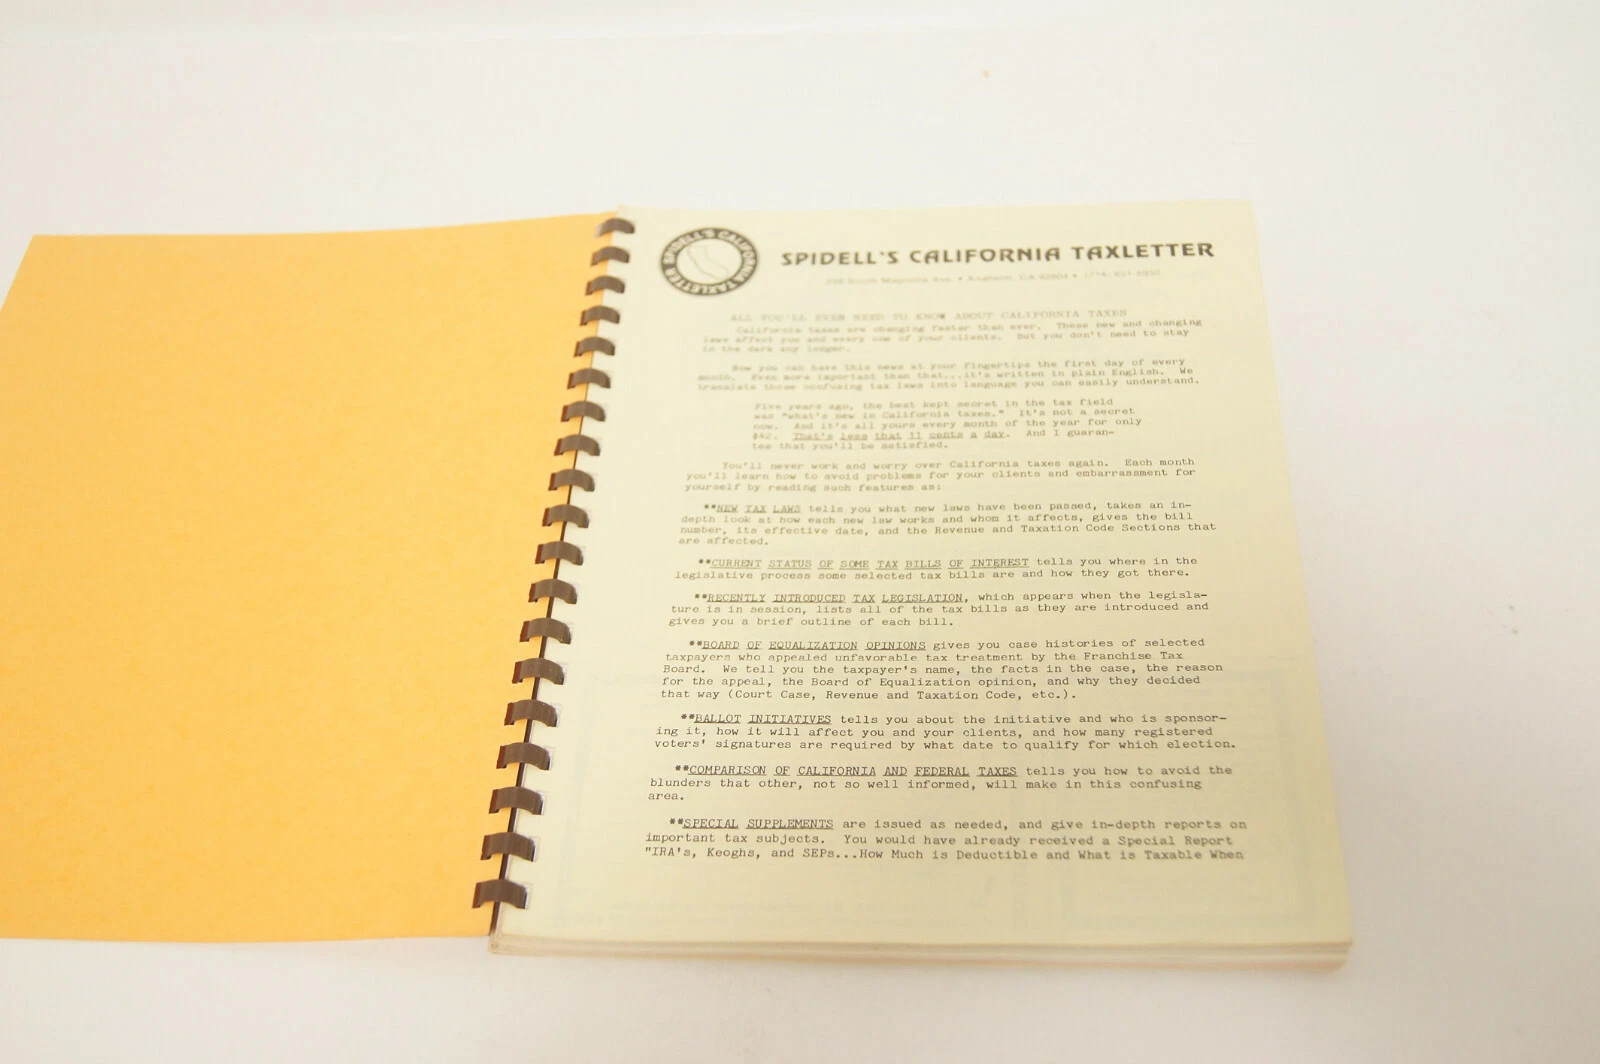 SPIDELL'S CALIFORNIA TAXLETTER
SPIDELL'S CALIFORNIA TAXLETTER
South Magnolia Ave. • Anaheim, CA 92804 • (714)
ALL YOU'LL EVER NEED TO KNOW ABOUT CALIFORNIA TAXES
California taxes are changing faster than ever. These new and changing
laws affect you and every one of your clients. But you don't need to stay
in the dark any longer.
Now you can have this news at your fingertips the first day of every
month. Even more important than that...it's written in plain English. We
translate those confusing tax laws into language you can easily understand.
Five years ago, the best kept secret in the tax field
was "what's new in California taxes." It's not a secret
now. And it's all yours every month of the year for only
$42. That's less that 11 cents a day. And I guaran-
tee that you'll be satisfied.
You'll never work and worry over California taxes again. Each month
you'll learn how to avoid problems for your clients and embarrassment for
yourself by reading such features as:
**NEW TAX LAWS tells you what new laws have been passed, takes an in-
depth look at how each new law works and whom it affects, gives the bill
number, its effective date, and the Revenue and Taxation Code Sections that
are affected.
**CURRENT STATUS OF SOME TAX BILLS OF INTEREST tells you where in the
legislative process some selected tax bills are and how they got there.
**RECENTLY INTRODUCED TAX LEGISLATION, which appears when the legisla-
ture is in session, lists all of the tax bills as they are introduced and
gives you a brief outline of each bill.
**BOARD OF EQUALIZATION OPINIONS gives you case histories of selected
taxpayers who appealed unfavorable tax treatment by the Franchise Tax
Board. We tell you the taxpayer's name, the facts in the case, the reason
for the appeal, the Board of Equalization opinion, and why they decided
that way (Court Case, Revenue and Taxation Code, etc.).
**BALLOT INITIATIVES tells you about the initiative and who is sponsor-
ing it, how it will affect you and your clients, and how many registered
voters' signatures are required by what date to qualify for which election.
**COMPARISON OF CALIFORNIA AND FEDERAL TAXES tells you how to avoid the
blunders that other, not so well informed, will make in this confusing
area.
**SPECIAL SUPPLEMENTS are issued as needed, and give in-depth reports on
important tax subjects. You would have already received a Special Report
"IRA's, Keoghs, and SEPs...How Much is Deductible and What is Taxable When